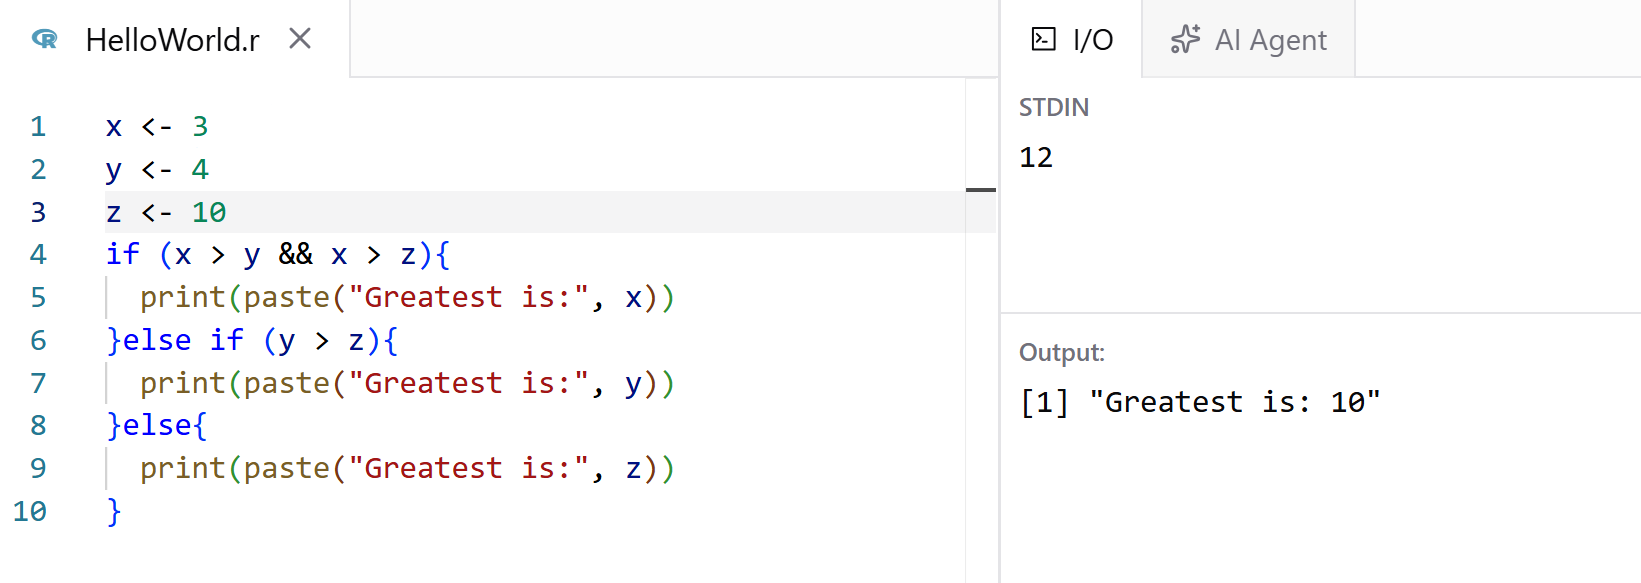 HelloWorld.r
I/O AI Agent
1 x <- 3
2 y <- 4
3 z <- 10
4 if (x > y && x > z){
5   print(paste("Greatest is:", x))
6 }else if (y > z){
7   print(paste("Greatest is:", y))
8 }else{
9   print(paste("Greatest is:", z))
10 }
STDIN
12
Output:
[1] "Greatest is: 10"